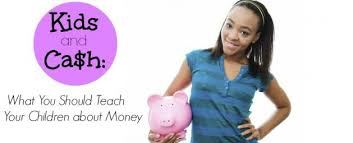 Kids
and
Ca$h:
What You Should Teach
Your Children about Money